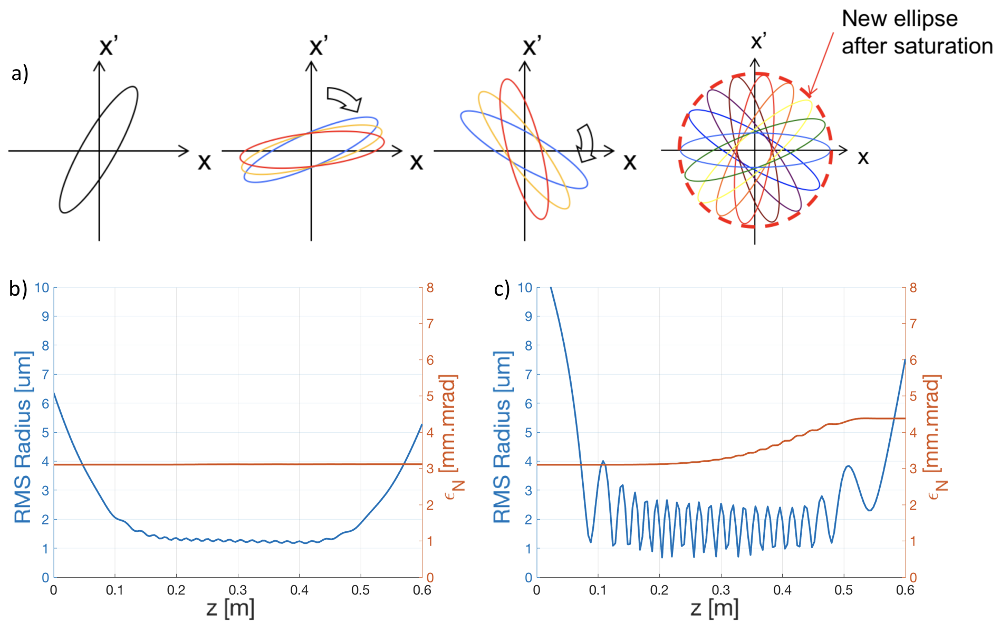 New ellipse
after saturation
a)
x'
x
x'
x
x'
x
x'
x
b)
10
9
8
7
6
5
4
3
2
1
0
RMS Radius [um]
0
0.1
0.2
0.3
0.4
0.5
0.6
z [m]
8
7
6
5
4
3
2
1
0
ϵN [mm.mrad]
c)
10
9
8
7
6
5
4
3
2
1
0
RMS Radius [um]
0
0.1
0.2
0.3
0.4
0.5
0.6
z [m]
8
7
6
5
4
3
2
1
0
ϵN [mm.mrad]